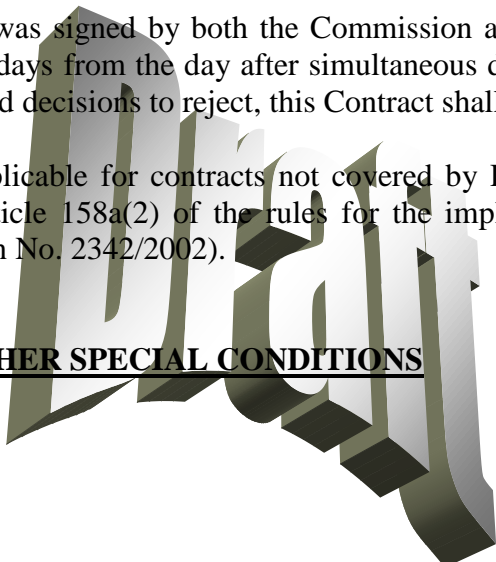 was signed by both the Commission a
days from the day after simultaneous
d decisions to reject, this Contract shall
plicable for contracts not covered by
icle 158a(2) of the rules for the impl
n No. 2342/2002).
HER SPECIAL CONDITIONS
Draft